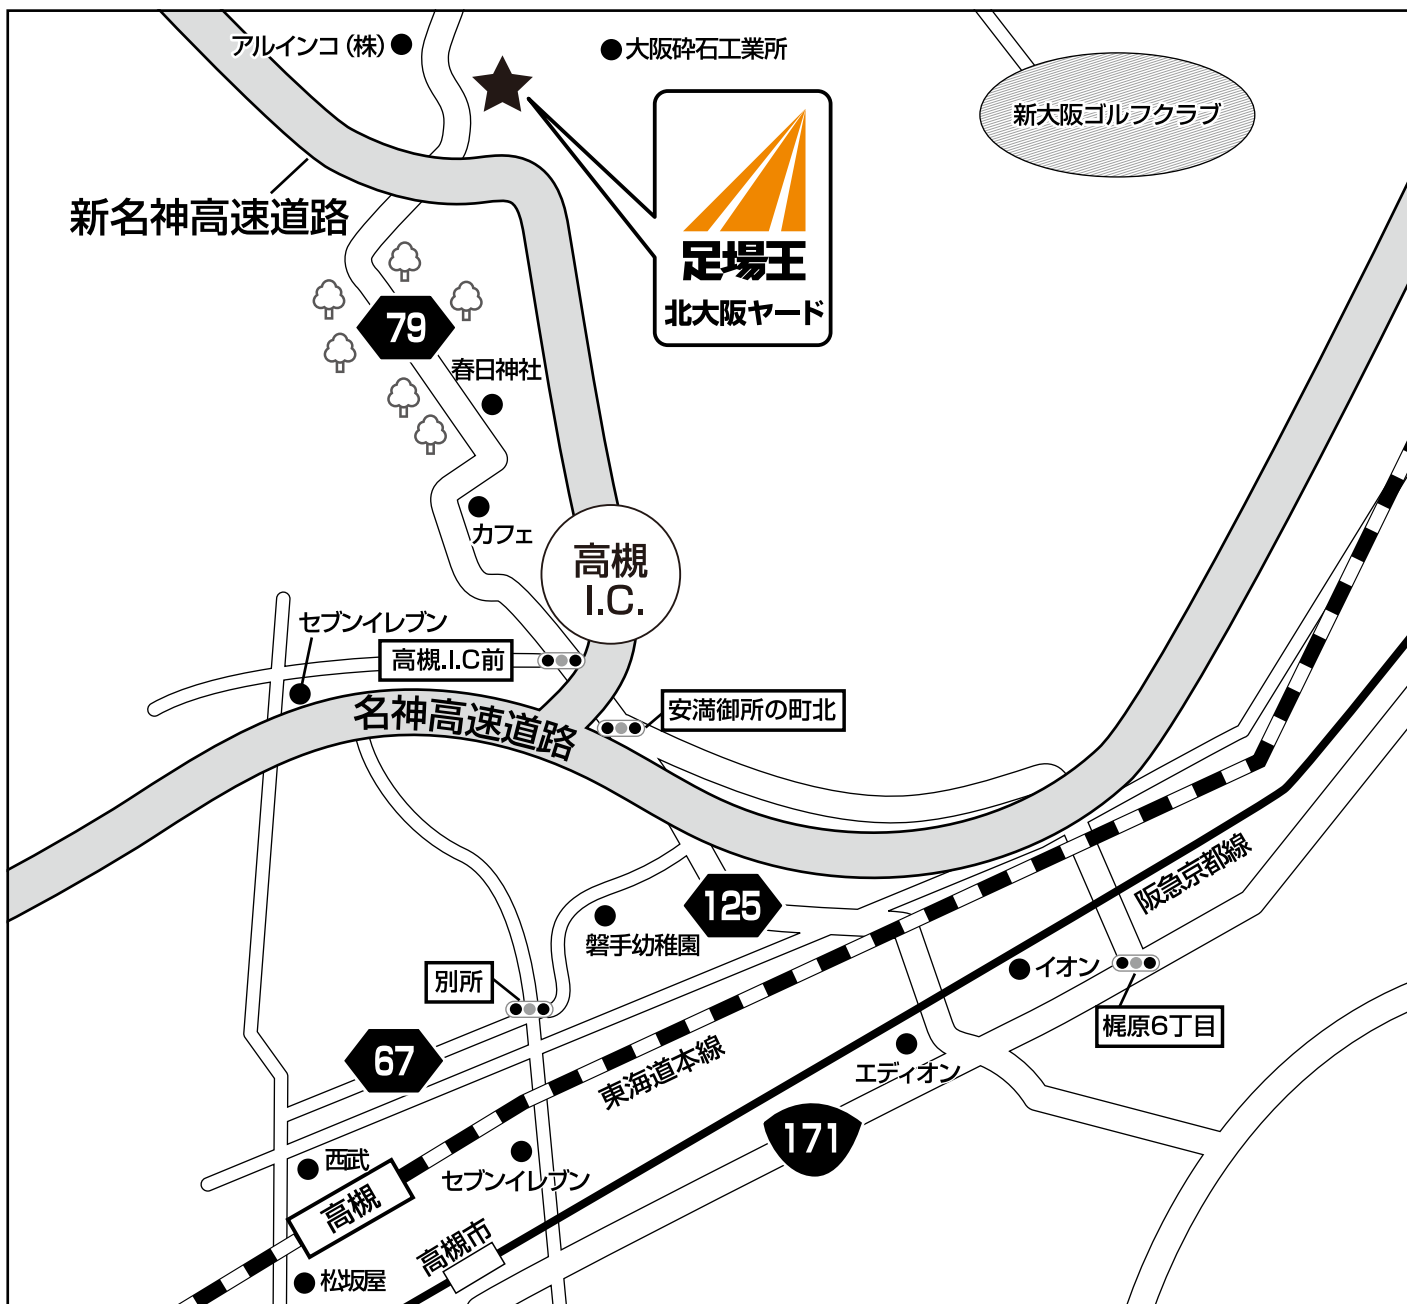 アルインコ（株）
大阪砕石工業所
新大阪ゴルフクラブ
新名神高速道路
足場王
北大阪ヤード
79
春日神社
カフェ
高槻
I.C.
セブンイレブン
高槻.I.C前
安満御所の町北
名神高速道路
125
磐手幼稚園
別所
阪急京都線
イオン
梶原6丁目
67
東海道本線
エディオン
171
西武
セブンイレブン
高槻
高槻市
松坂屋